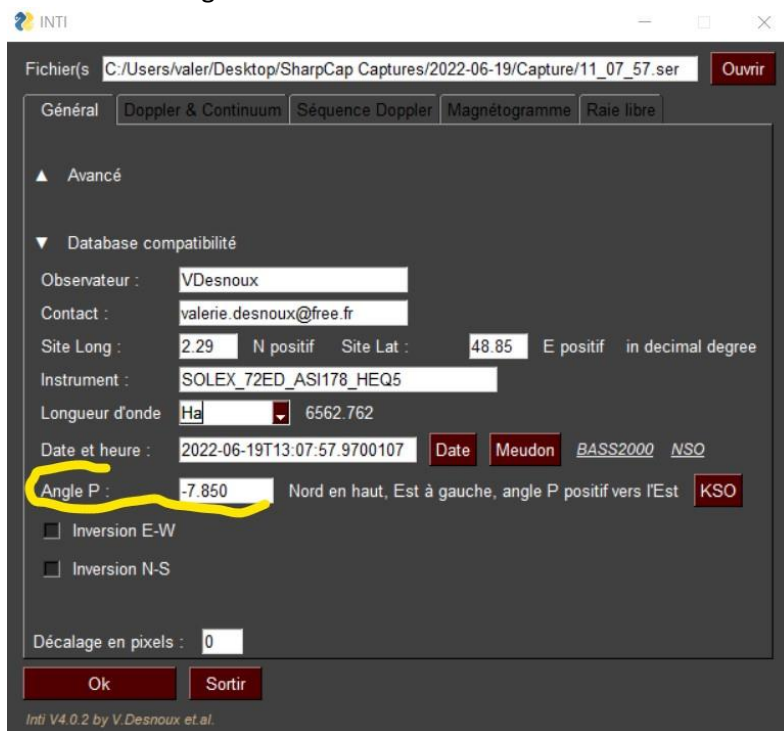 INTI
Fichier(s C:/Users/valer/Desktop/SharpCap Captures/2022-06-19/Capture/11_07_57.ser Ouvrir
Général Doppler & Continuum Séquence Doppler Magnétogramme Raie libre
▲ Avancé
▼ Database compatibilité
Observateur : VDesnoux
Contact : valerie.desnoux@free.fr
Site Long : 2.29 N positif Site Lat : 48.85 E positif in decimal degree
Instrument : SOLEX_72ED_ASI178_HEQ5
Longueur d'onde Ha 6562.762
Date et heure : 2022-06-19T13:07:57.9700107 Date Meudon BASS2000 NSO
Angle P : -7.850 Nord en haut, Est à gauche, angle P positif vers l'Est KSO
Inversion E-W
Inversion N-S
Décalage en pixels : 0
Ok Sortir
Inti V4.0.2 by V.Desnoux et.al.